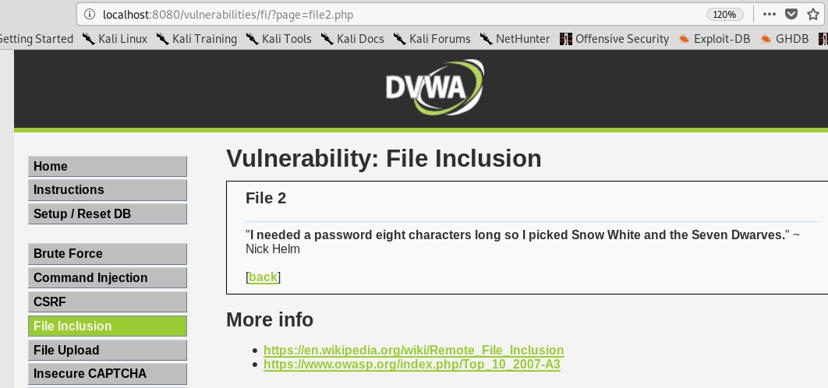 localhost:8080/vulnerabilities/fi/?page=file2.php
120%
Getting Started Kali Linux Kali Training Kali Tools Kali Docs Kali Forums NetHunter Offensive Security Exploit-DB GHDB
DVWA
Home
Instructions
Setup / Reset DB
Brute Force
Command Injection
CSRF
File Inclusion
File Upload
Insecure CAPTCHA
Vulnerability: File Inclusion
File 2
"I needed a password eight characters long so I picked Snow White and the Seven Dwarves." ~
Nick Helm
[back]
More info
https://en.wikipedia.org/wiki/Remote_File_Inclusion
https://www.owasp.org/index.php/Top_10_2007-A3